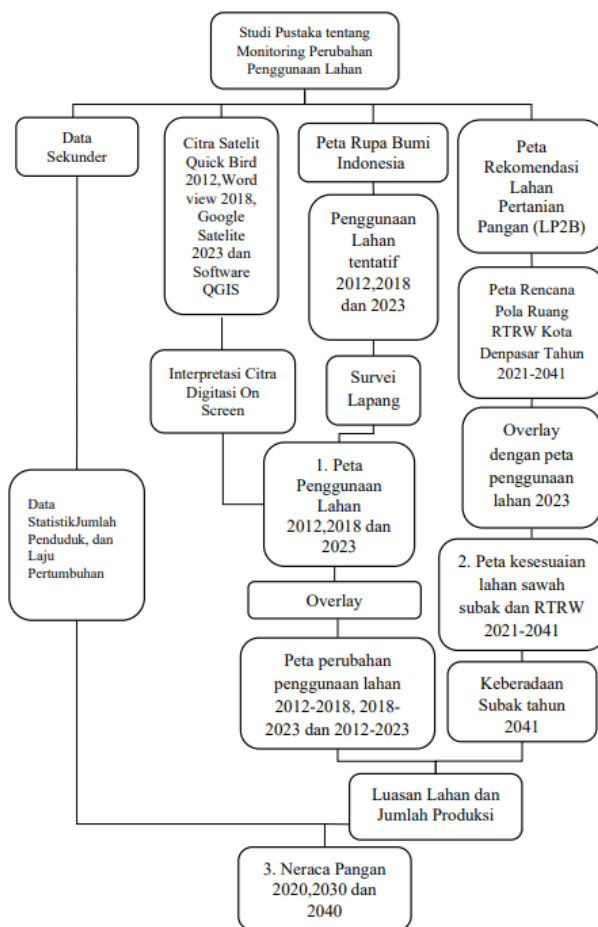 Studi Pustaka tentang
Monitoring Perubahan
Penggunaan Lahan
Data
Sekunder
Citra Satelit
Quick Bird
2012,Word
view 2018,
Google
Satelite
2023 dan
Software
QGIS
Peta Rupa Bumi
Indonesia
Peta
Rekomendasi
Lahan
Pertanian
Pangan (LP2B)
Penggunaan
Lahan
tentatif
2012,2018
dan 2023
Peta Rencana
Pola Ruang
RTRW Kota
Denpasar Tahun
2021-2041
Interpretasi Citra
Digitasi On
Screen
Survei
Lapang
Overlay
dengan peta
penggunaan
lahan 2023
1. Peta
Penggunaan
Lahan
2012,2018 dan
2023
Data
StatistikJumlah
Penduduk, dan
Laju
Pertumbuhan
2. Peta kesesuaian
lahan sawah
subak dan RTRW
2021-2041
Overlay
Peta perubahan
penggunaan lahan
2012-2018, 2018-
2023 dan 2012-2023
Keberadaan
Subak tahun
2041
Luasan Lahan dan
Jumlah Produksi
3. Neraca Pangan
2020,2030 dan
2040